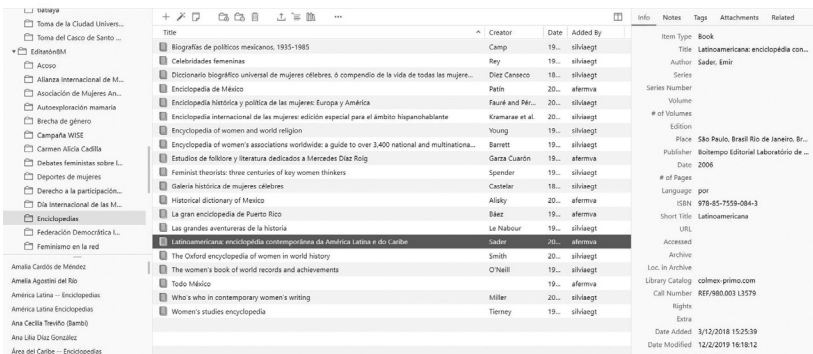 Batiaya
Toma de la Ciudad Univers...
Toma del Casco de Santo ...
Editatón8M
Acoso
Alianza Internacional de M...
Asociación de Mujeres An...
Autoexploración mamaria
Brecha de género
Campaña WISE
Carmen Alicia Cadilla
Debates feministas sobre l...
Deportes de mujeres
Derecho a la participación...
Día Internacional de las M...
Enciclopedias
Federación Democrática I...
Feminismo en la red
Amalia Cardós de Méndez
Amelia Agostini del Río
América Latina -- Enciclopedias
América Latina Enciclopedias
Ana Cecilia Treviño (Bambi)
Ana Lilia Díaz González
Área del Caribe -- Enciclopedias
Title Creator Date Added By
Biografías de políticos mexicanos, 1935-1985 Camp 19... silviaegt
Celebridades femeninas Rey 19... silviaegt
Diccionario biográfico universal de mujeres célebres, ó compendio de la vida de todas las mujere... Díez Canseco 18... silviaegt
Enciclopedia de México Patín 20... afermva
Enciclopedia histórica y política de las mujeres: Europa y América Fauré and Pér... 20... afermva
Enciclopedia internacional de las mujeres: edición especial para el ámbito hispanohablante Kramarae et al. 20... afermva
Encyclopedia of women and world religion Young 19... silviaegt
Encyclopedia of women's associations worldwide: a guide to over 3,400 national and multinationa... Barrett 19... silviaegt
Estudios de folklore y literatura dedicados a Mercedes Díaz Roig Garza Cuarón 19... afermva
Feminist theorists: three centuries of key women thinkers Spender 19... silviaegt
Galería histórica de mujeres célebres Castelar 18... silviaegt
Historical dictionary of Mexico Alisky 20... afermva
La gran enciclopedia de Puerto Rico Báez 19... afermva
Las grandes aventureras de la historia Le Nabour 19... silviaegt
Latinoamericana: enciclopédia contemporânea da América Latina e do Caribe Sader 20... afermva
The Oxford encyclopedia of women in world history Smith 20... silviaegt
The women's book of world records and achievements O'Neill 19... silviaegt
Todo México 19... afermva
Who's who in contemporary women's writing Miller 20... silviaegt
Women's studies encyclopedia Tierney 19... silviaegt
Info Notes Tags Attachments Related
Item Type Book
Title Latinoamericana: enciclopédia con...
Author Sader, Emir
Series
Series Number
Volume
# of Volumes
Edition
Place São Paulo, Brasil Rio de Janeiro, Br...
Publisher Boitempo Editorial Laboratório de ...
Date 2006
# of Pages
Language por
ISBN 978-85-7559-084-3
Short Title Latinoamericana
URL
Accessed
Archive
Loc. in Archive
Library Catalog colmex-primo.com
Call Number REF/980.003 L3579
Rights
Extra
Date Added 3/12/2018 15:25:39
Date Modified 12/2/2019 16:18:12